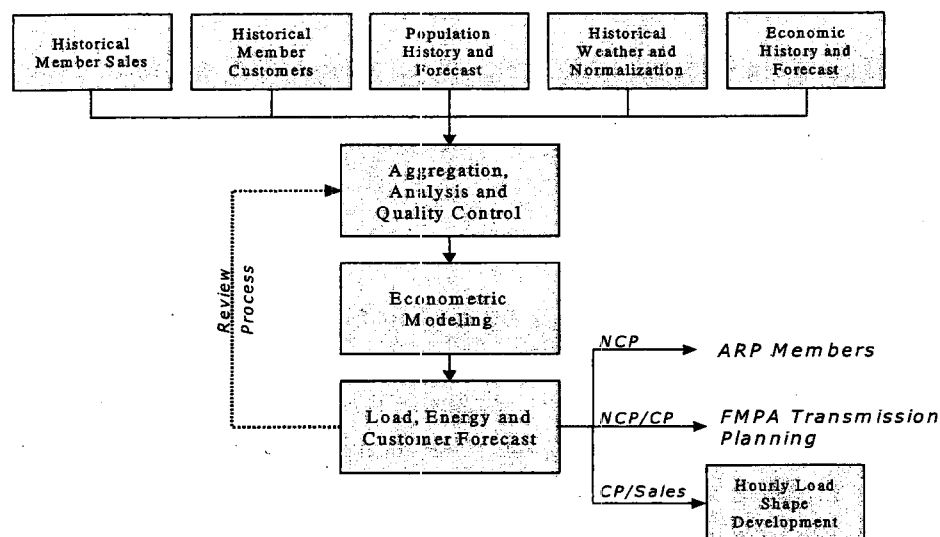 Historical
Member Sales
Historical
Member
Customers
Population
History and
Forecast
Historical
Weather and
Normalization
Economic
History and
Forecast
Aggregation,
Analysis and
Quality Control
Review
Process
Econometric
Modeling
Load, Energy and
Customer Forecast
NCP
ARP Members
NCP/CP
FMPA Transmission
Planning
CP/Sales
Hourly Load
Shape
Development